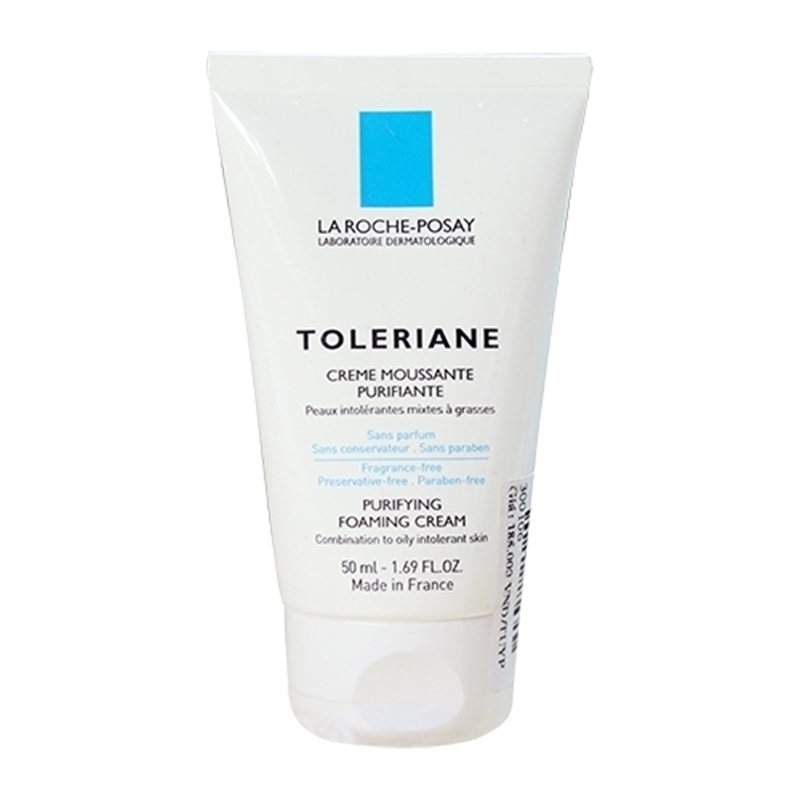 LA ROCHE-POSAY
LABORATOIRE DERMATOLOGIQUE
TOLERIANE
CREME MOUSSANTE
PURIFIANTE
Peaux intolérantes mixtes à grasses
Sans parfum
Sans conservateur . Sans paraben
Fragrance-free
Preservative-free . Paraben-free
PURIFYING
FOAMING CREAM
Combination to oily intolerant skin
50 ml - 1.69 FL.OZ.
Made in France